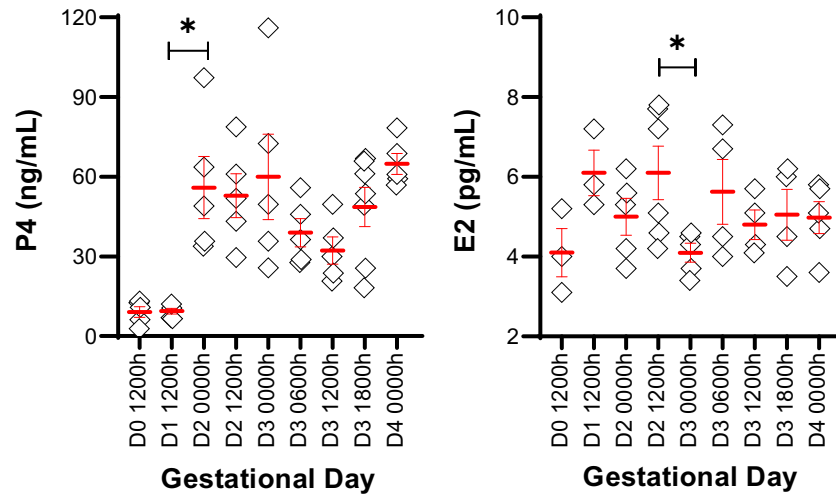 P4 (ng/mL)
120
90
60
30
0
*
D0 1200h
D1 1200h
D2 0000h
D2 1200h
D3 0000h
D3 0600h
D3 1200h
D3 1800h
D4 0000h
Gestational Day
E2 (pg/mL)
10
8
6
4
2
*
D0 1200h
D1 1200h
D2 0000h
D2 1200h
D3 0000h
D3 0600h
D3 1200h
D3 1800h
D4 0000h
Gestational Day